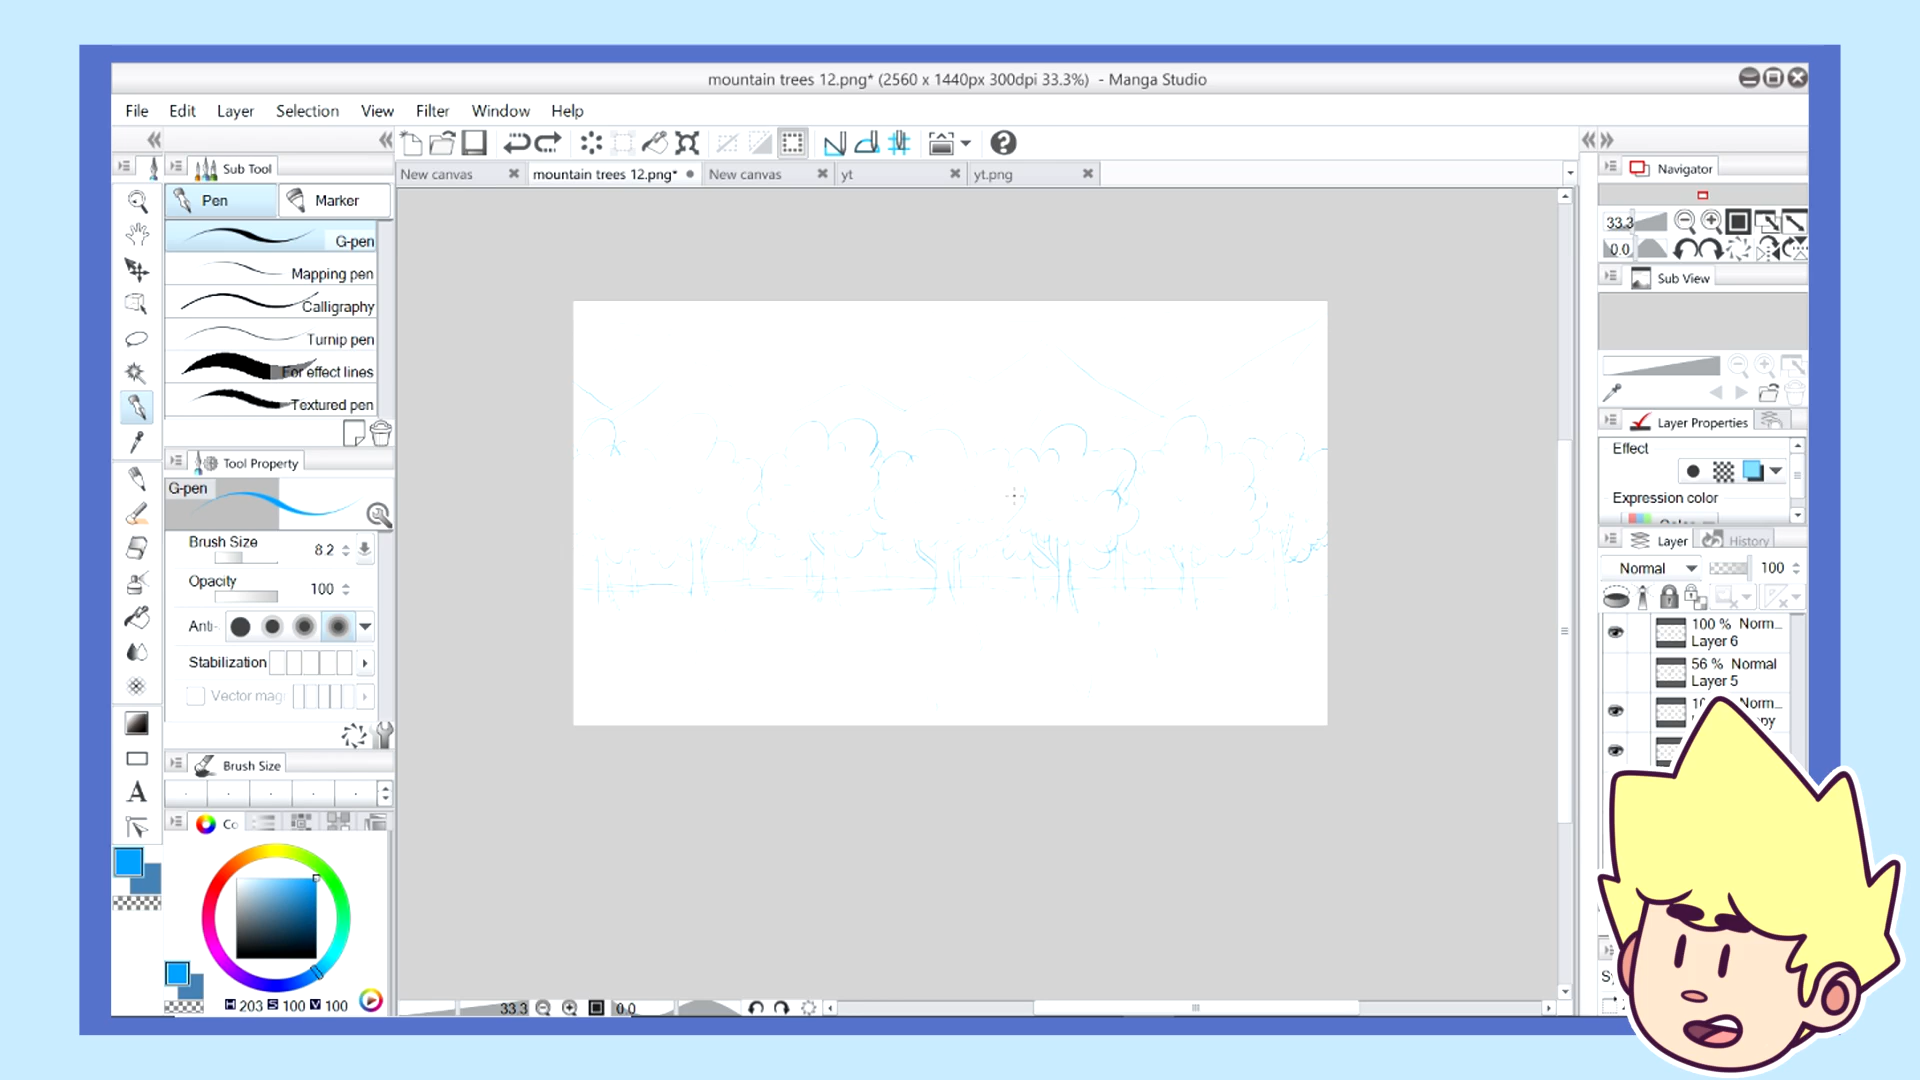 mountain trees 12.png* (2560 x 1440px 300dpi 33.3%) - Manga Studio
File Edit Layer Selection View Filter Window Help
Sub Tool
Navigator
New canvas mountain trees 12.png* New canvas yt yt.png
Pen Marker
G-pen
Mapping pen
Calligraphy
Turnip pen
For effect lines
Textured pen
33.3
0.0
Sub View
Layer Properties
Effect
Expression color
Tool Property
G-pen
Brush Size 8.2
Opacity 100
Anti-
Stabilization
Vector mag
Brush Size
Co
H 203 S 100 V 100
Layer History
Normal 100
100 % Norm...
Layer 6
56 % Normal
Layer 5
Norm...
33.3 0.0